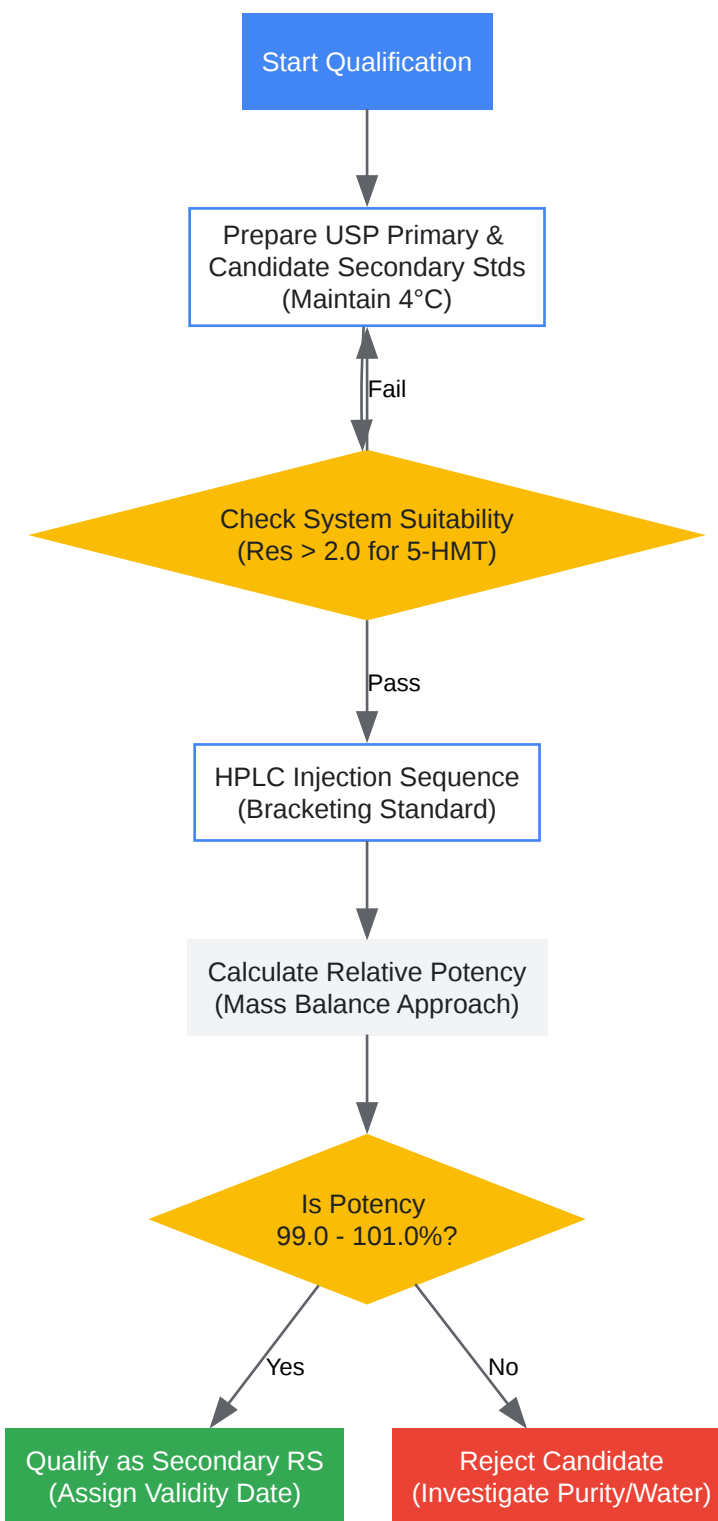 Start Qualification
Prepare USP Primary &
Candidate Secondary Stds
(Maintain 4°C)
Fail
Check System Suitability
(Res > 2.0 for 5-HMT)
Pass
HPLC Injection Sequence
(Bracketing Standard)
Calculate Relative Potency
(Mass Balance Approach)
Is Potency
99.0 - 101.0%?
Yes
No
Qualify as Secondary RS
(Assign Validity Date)
Reject Candidate
(Investigate Purity/Water)